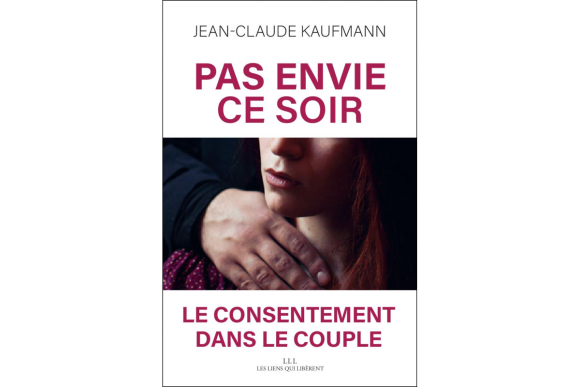 JEAN-CLAUDE KAUFMANN
PAS ENVIE
CE SOIR
LE CONSENTEMENT
DANS LE COUPLE
LLL
LES LIENS QUI LIBÈRENT